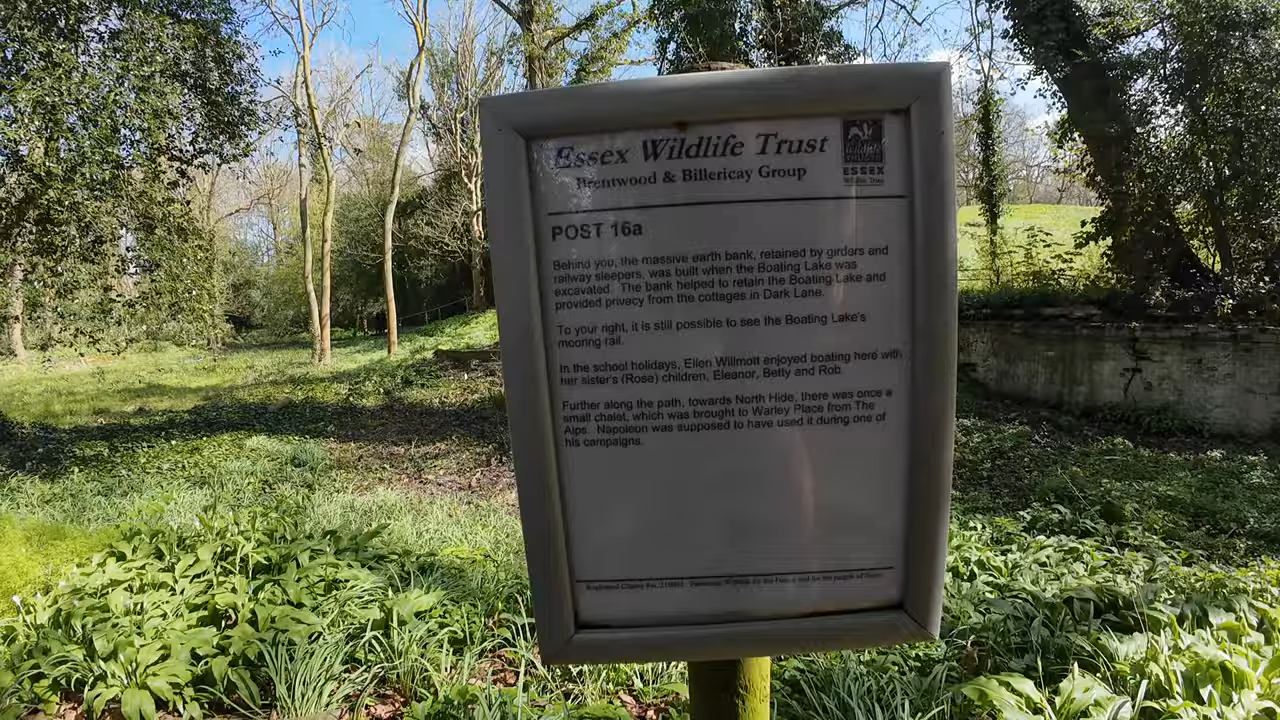 Essex Wildlife Trust
Brentwood & Billericay Group
ESSEX
Wildlife Trust
POST 16a
Behind you, the massive earth bank, retained by girders and
railway sleepers, was built when the Boating Lake was
excavated. The bank helped to retain the Boating Lake and
provided privacy from the cottages in Dark Lane.
To your right, it is still possible to see the Boating Lake's
mooring rail.
In the school holidays, Ellen Willmott enjoyed boating here with
her sister's (Rose) children, Eleanor, Betty and Rob.
Further along the path, towards North Hide, there was once a
small chalet, which was brought to Warley Place from The
Alps. Napoleon was supposed to have used it during one of
his campaigns.
Registered Charity No.